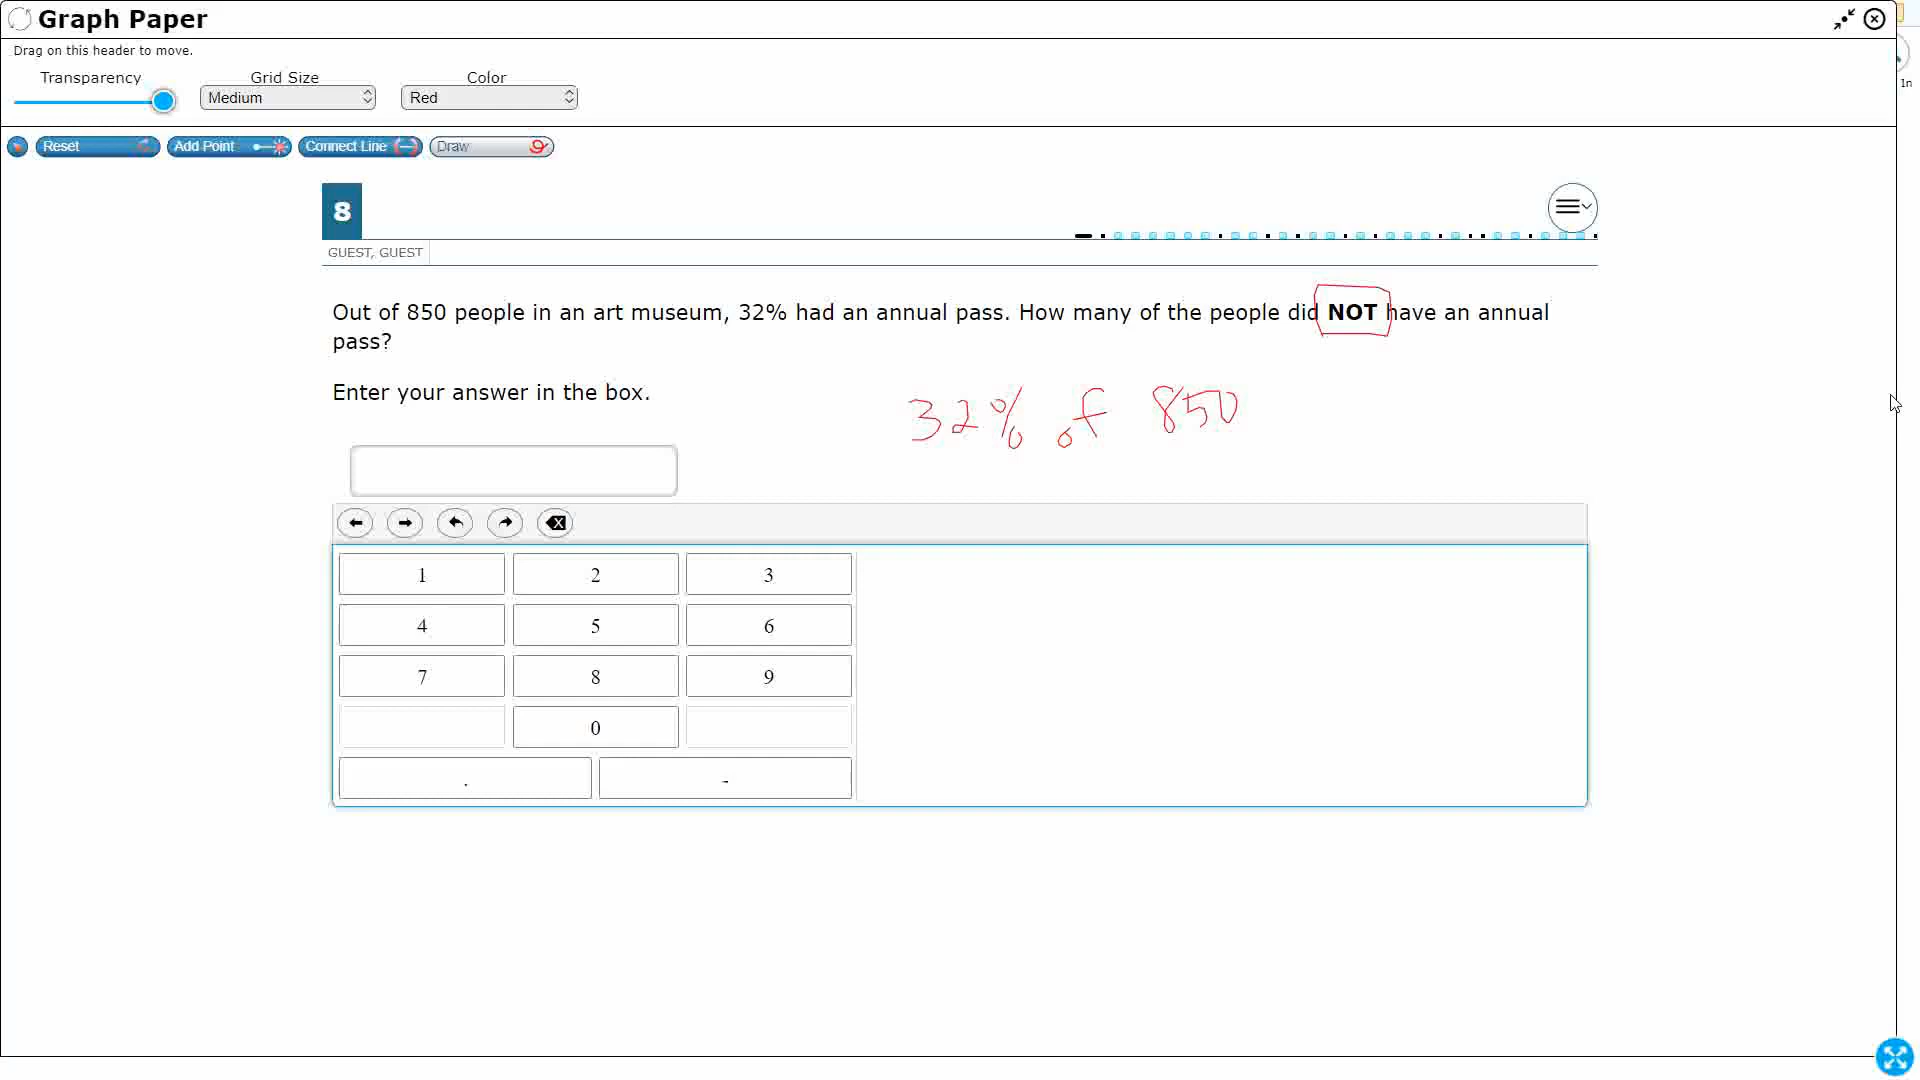 Graph Paper
Drag on this header to move.
Transparency Grid Size Color
Medium Red
Reset Add Point Connect Line Draw
8
GUEST, GUEST
Out of 850 people in an art museum, 32% had an annual pass. How many of the people did NOT have an annual
pass?
Enter your answer in the box.
32% of 850
1 2 3
4 5 6
7 8 9
0
. -
1n